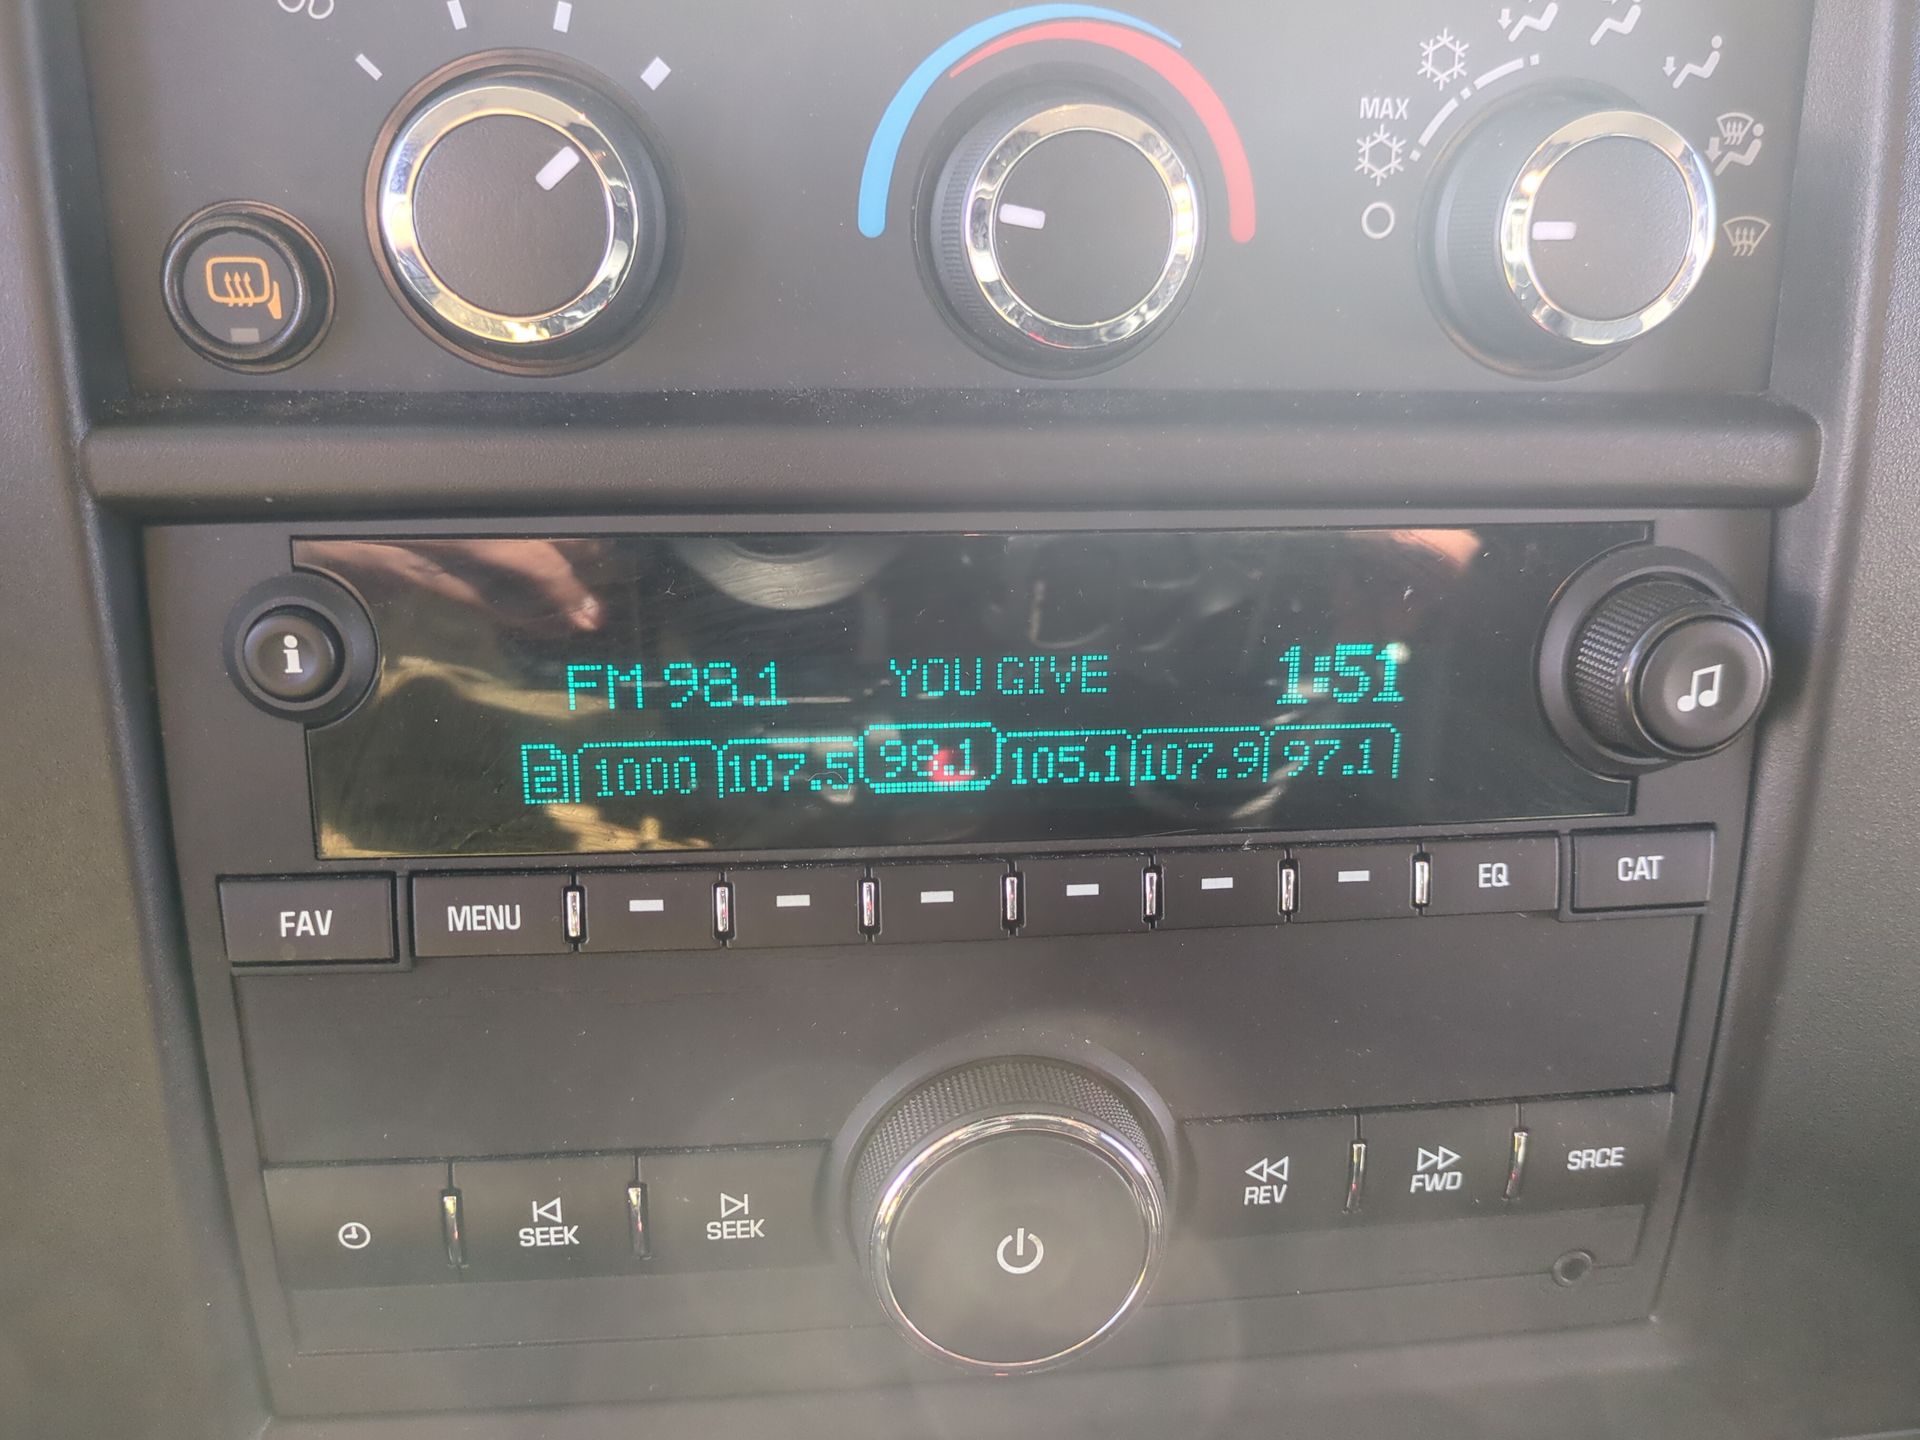 MAX
i
FM 98.1 YOU GIVE 1:51
2 1000 107.5 98.1 105.1 107.9 97.1
FAV MENU EQ CAT
SEEK SEEK REV FWD SRCE